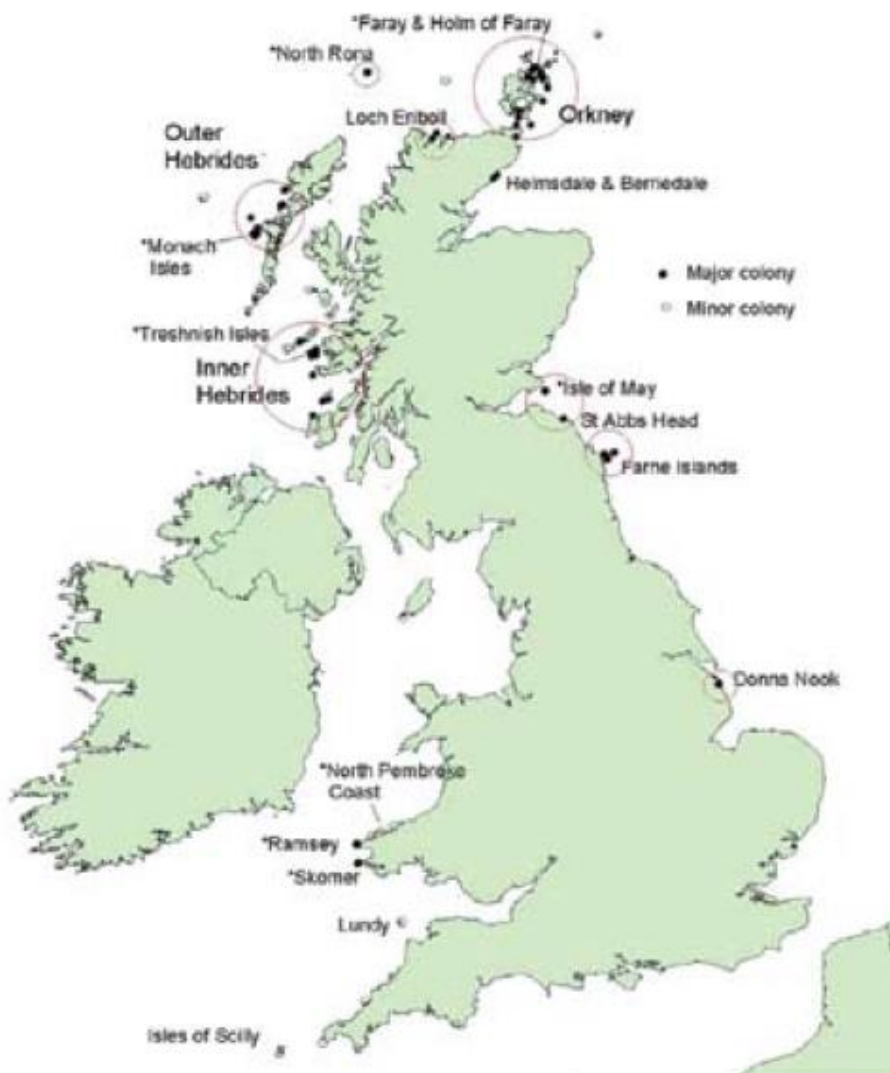 *Faray & Holm of Faray
*North Rona
Loch Eriboll
Orkney
Outer
Hebrides
Helmsdale & Berriedale
*Monach
Isles
Major colony
Minor colony
*Treshnish Isles
Inner
Hebrides
*Isle of May
St Abbs Head
Farne Islands
Donna Nook
*North Pembroke
Coast
*Ramsey
*Skomer
Lundy
Isles of Scilly